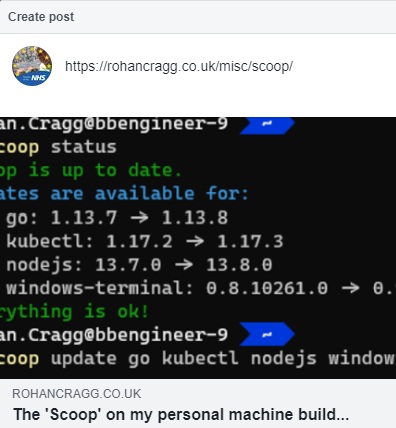 Create post
NHS
https://rohancragg.co.uk/misc/scoop/
an.Cragg@bbengineer-9 ~
coop status
op is up to date.
ates are available for:
go: 1.13.7 → 1.13.8
kubectl: 1.17.2 → 1.17.3
nodejs: 13.7.0 → 13.8.0
windows-terminal: 0.8.10261.0 → 0.
rything is ok!
an.Cragg@bbengineer-9 ~
coop update go kubectl nodejs window
ROHANCRAGG.CO.UK
The 'Scoop' on my personal machine build...